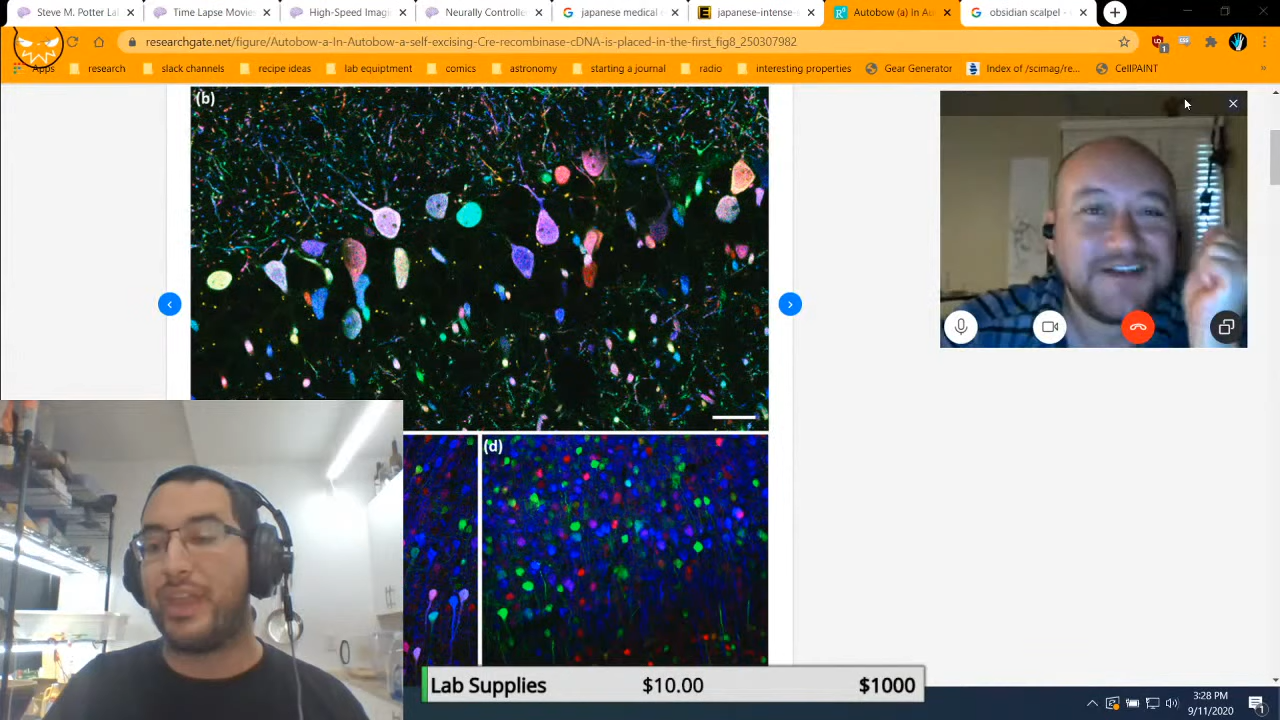 Steve M. Potter La
Time Lapse Movie
High-Speed Imagi
Neurally Controlle
japanese medical e
japanese-intense-s
Autobow (a) In Au
obsidian scalpel -
researchgate.net/figure/Autobow-a-In-Autobow-a-self-excising-Cre-recombinase-cDNA-is-placed-in-the-first_fig8_250307982
Apps
research
slack channels
recipe ideas
lab equiptment
comics
astronomy
starting a journal
radio
interesting properties
Gear Generator
Index of /scimag/re...
CellPAINT
(b)
(d)
Lab Supplies $10.00 $1000
3:28 PM
9/11/2020